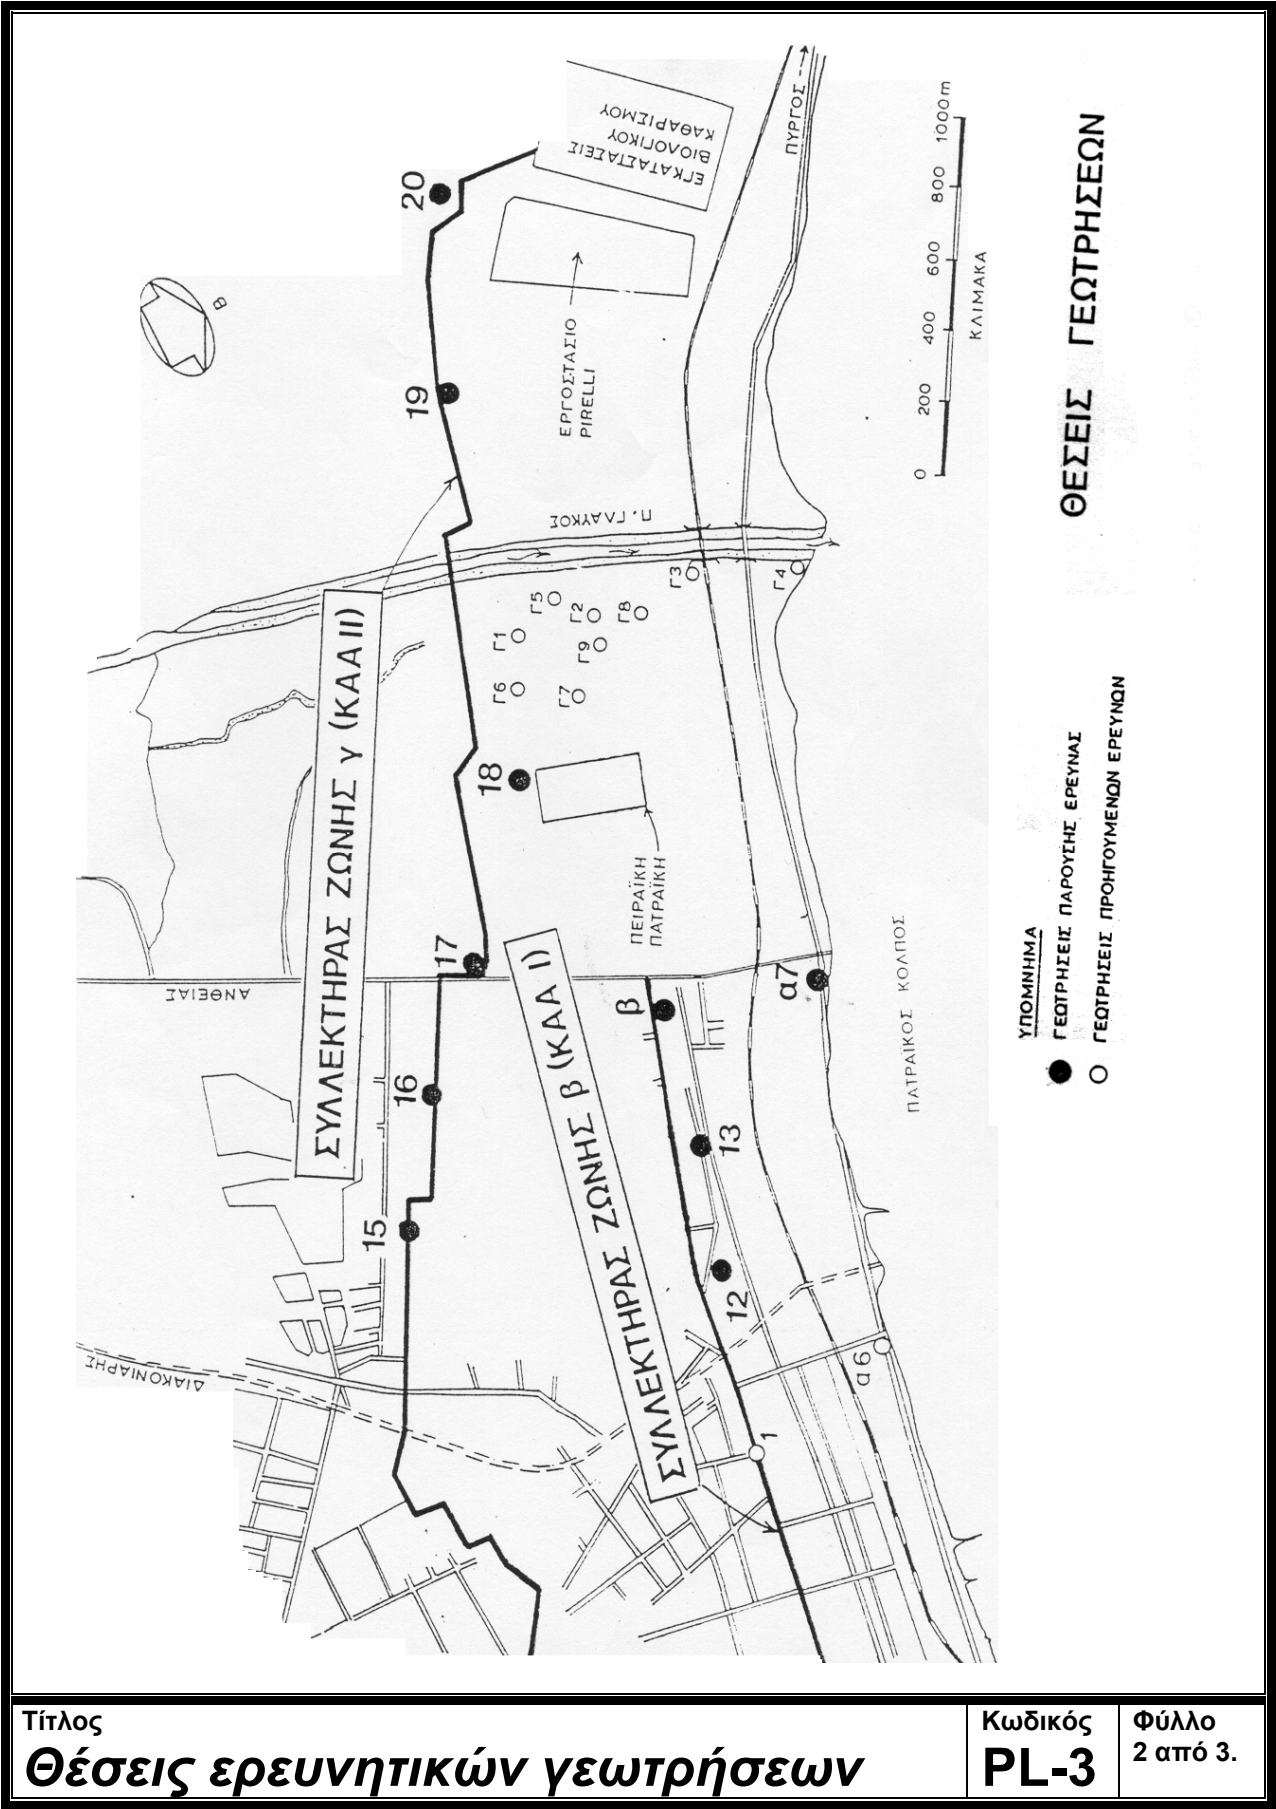 ΕΓΚΑΤΑΣΤΑΣΕΙΣ
ΒΙΟΛΟΓΙΚΟΥ
ΚΑΘΑΡΙΣΜΟΥ
ΠΥΡΓΟΣ
20
Β
19
ΕΡΓΟΣΤΑΣΙΟ
PIRELLI
Π. ΓΛΑΥΚΟΣ
0 200 400 600 800 1000m
ΚΛΙΜΑΚΑ
ΘΕΣΕΙΣ ΓΕΩΤΡΗΣΕΩΝ
ΣΥΛΛΕΚΤΗΡΑΣ ΖΩΝΗΣ γ (ΚΑΑ ΙΙ)
Γ3
Γ4
Γ5
Γ2
Γ8
Γ1
Γ9
Γ6
Γ7
18
ΠΕΙΡΑΪΚΗ
ΠΑΤΡΑΪΚΗ
17
ΑΝΘΕΙΑΣ
ΣΥΛΛΕΚΤΗΡΑΣ ΖΩΝΗΣ β (ΚΑΑ Ι)
β
α7
ΠΑΤΡΑΪΚΟΣ ΚΟΛΠΟΣ
16
13
15
12
ΔΙΑΚΟΝΙΑΡΗΣ
α6
1
ΥΠΟΜΝΗΜΑ
ΓΕΩΤΡΗΣΕΙΣ ΠΑΡΟΥΣΗΣ ΕΡΕΥΝΑΣ
ΓΕΩΤΡΗΣΕΙΣ ΠΡΟΗΓΟΥΜΕΝΩΝ ΕΡΕΥΝΩΝ
Τίτλος
Θέσεις ερευνητικών γεωτρήσεων
Κωδικός
PL-3
Φύλλο
2 από 3.